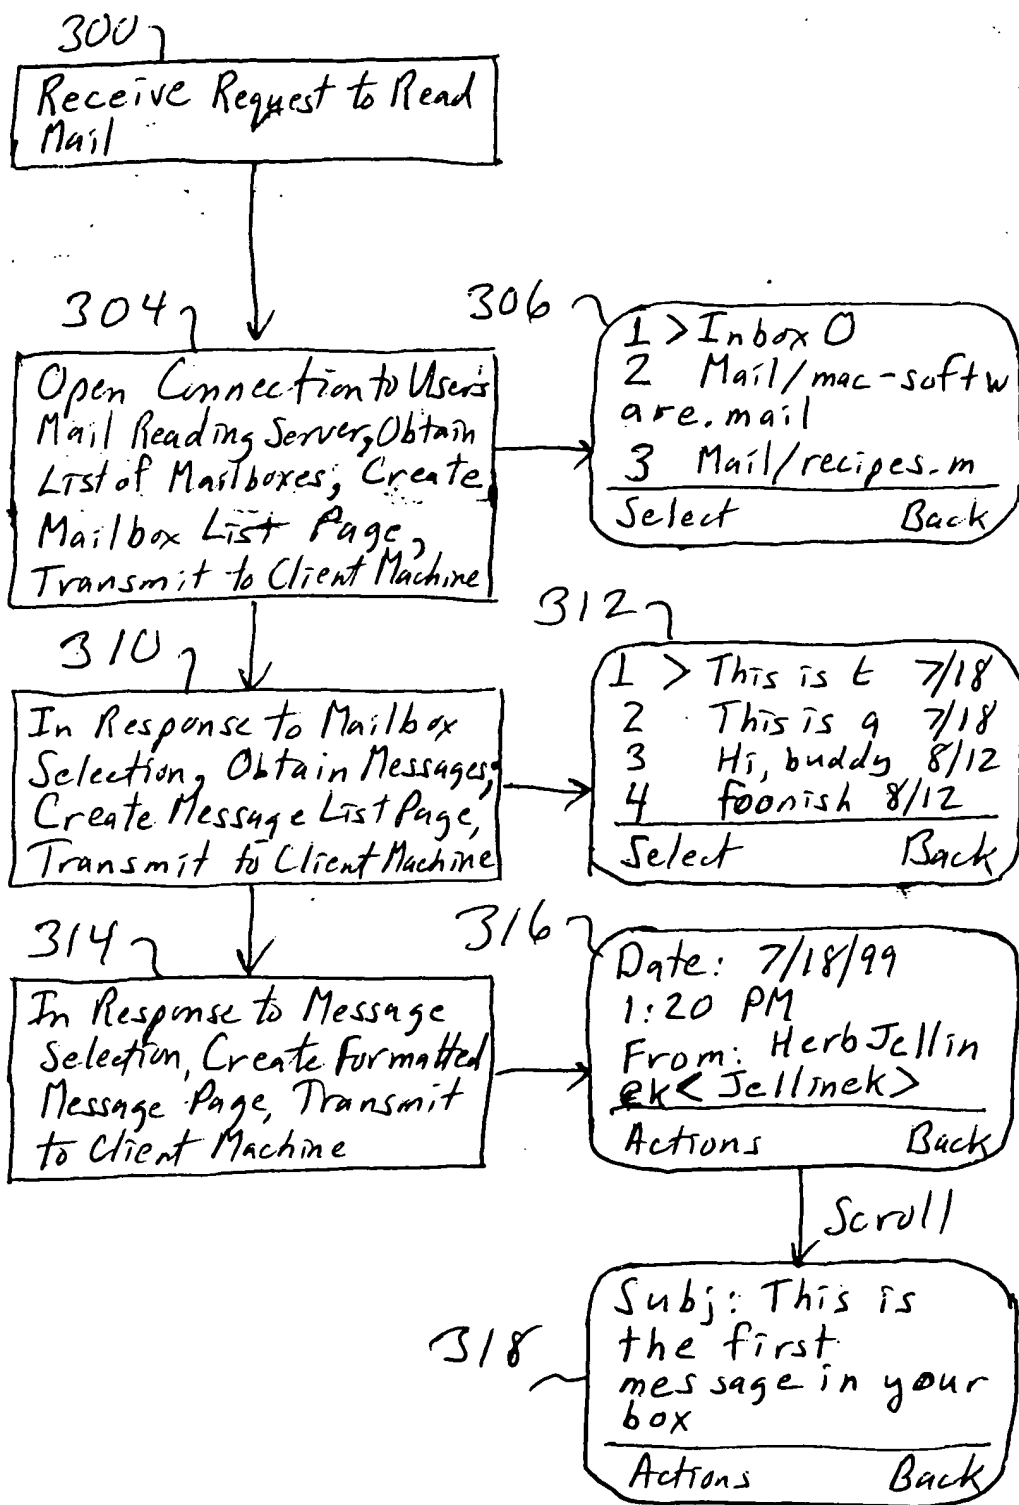 300
Receive Request to Read
Mail
304
Open Connection to User's
Mail Reading Server, Obtain
List of Mailboxes, Create
Mailbox List Page,
Transmit to Client Machine
306
1 > Inbox 0
2 Mail/mac-softw
are.mail
3 Mail/recipes.m
Select Back
310
In Response to Mailbox
Selection, Obtain Messages,
Create Message List Page,
Transmit to Client Machine
312
1 > This is t 7/18
2 This is a 7/18
3 Hi, buddy 8/12
4 foonish 8/12
Select Back
314
In Response to Message
Selection, Create Formatted
Message Page, Transmit
to Client Machine
316
Date: 7/18/99
1:20 PM
From: Herb Jellin
ek< Jellinek>
Actions Back
Scroll
318
Subj: This is
the first
message in your
box
Actions Back